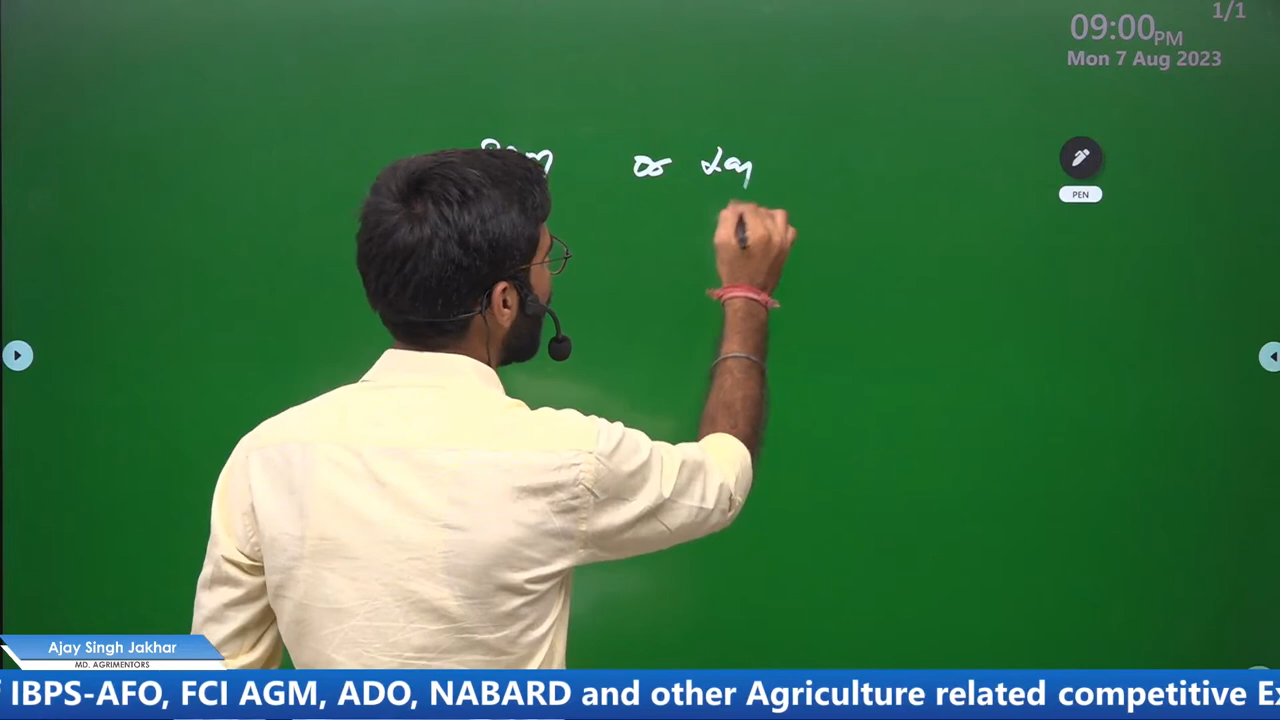 1/1
09:00PM
Mon 7 Aug 2023
or
PEN
Ajay Singh Jakhar
MD. AGRIMENTORS
IBPS-AFO, FCI AGM, ADO, NABARD and other Agriculture related competitive Ex